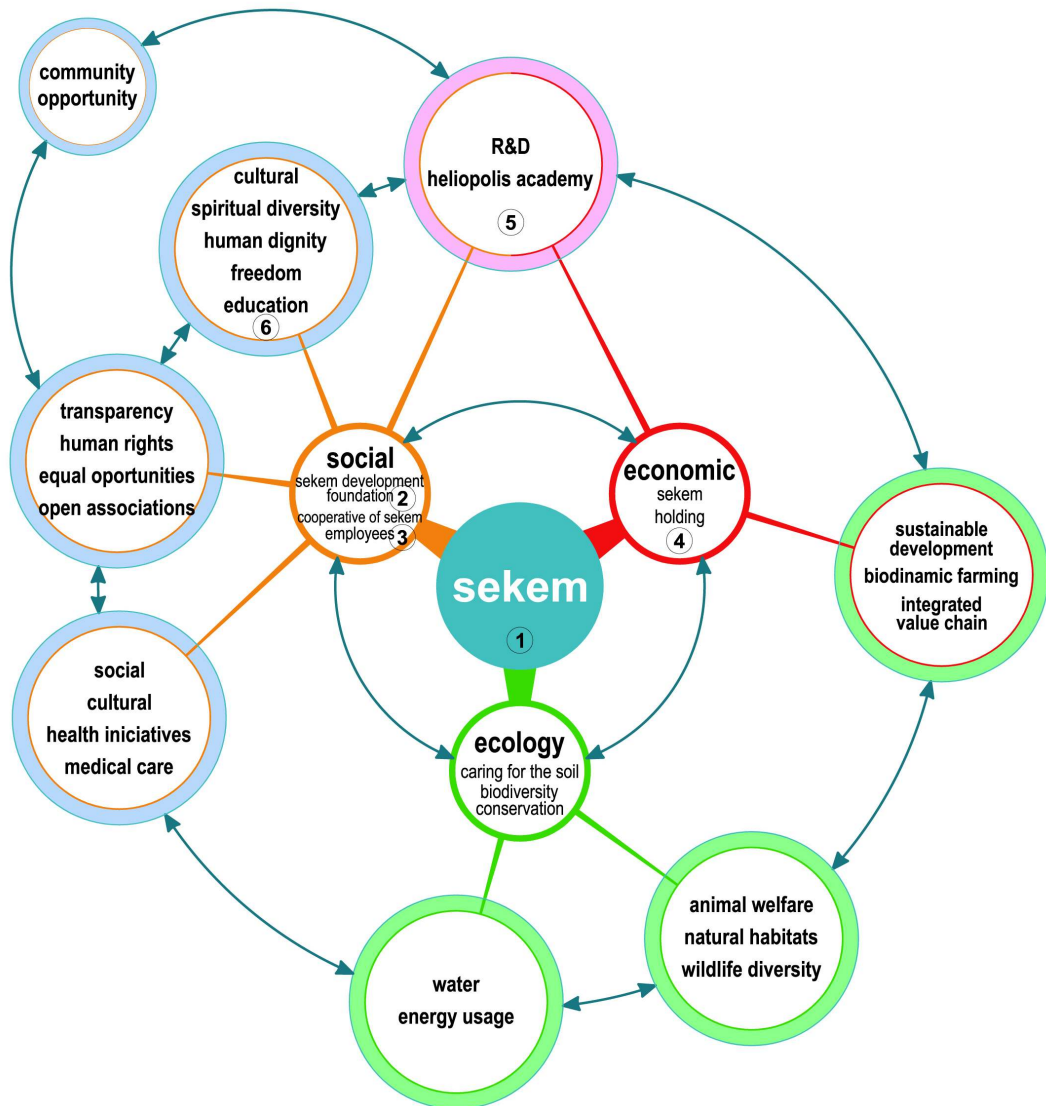 community
opportunity
R&D
heliopolis academy
5
cultural
spiritual diversity
human dignity
freedom
education
6
transparency
human rights
equal oportunities
open associations
social
sekem development
foundation 2
cooperative of sekem
employees 3
economic
sekem
holding
4
sustainable
development
biodinamic farming
integrated
value chain
sekem
1
social
cultural
health iniciatives
medical care
ecology
caring for the soil
biodiversity
conservation
animal welfare
natural habitats
wildlife diversity
water
energy usage